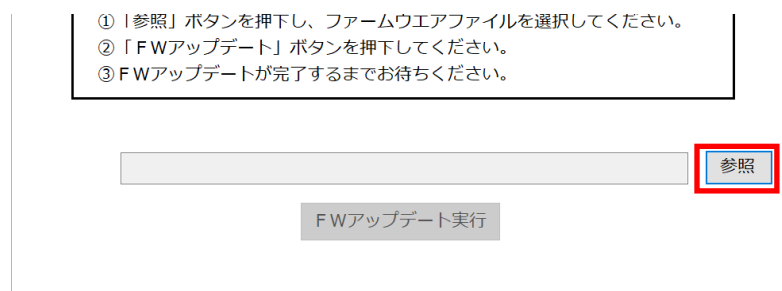 ①「参照」ボタンを押下し、ファームウエアファイルを選択してください。
②「ＦＷアップデート」ボタンを押下してください。
③ＦＷアップデートが完了するまでお待ちください。
参照
ＦＷアップデート実行